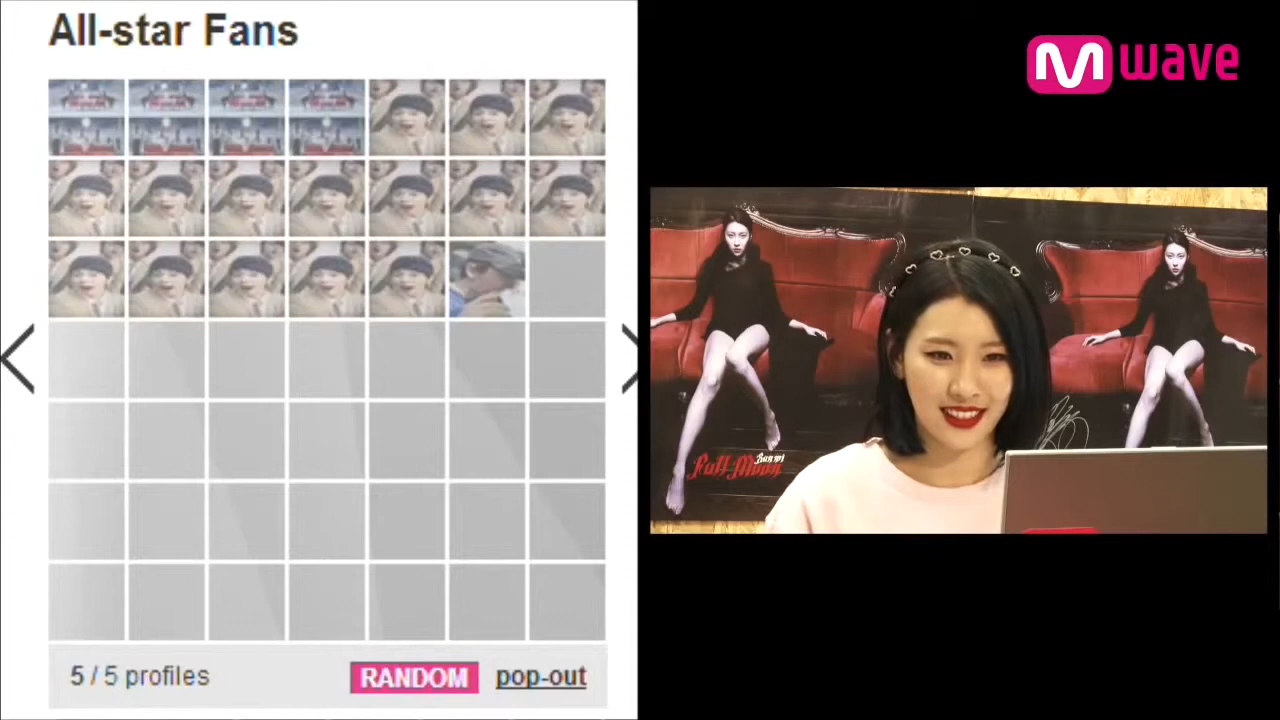 All-star Fans
M wave
Full Moon
5 / 5 profiles
RANDOM pop-out